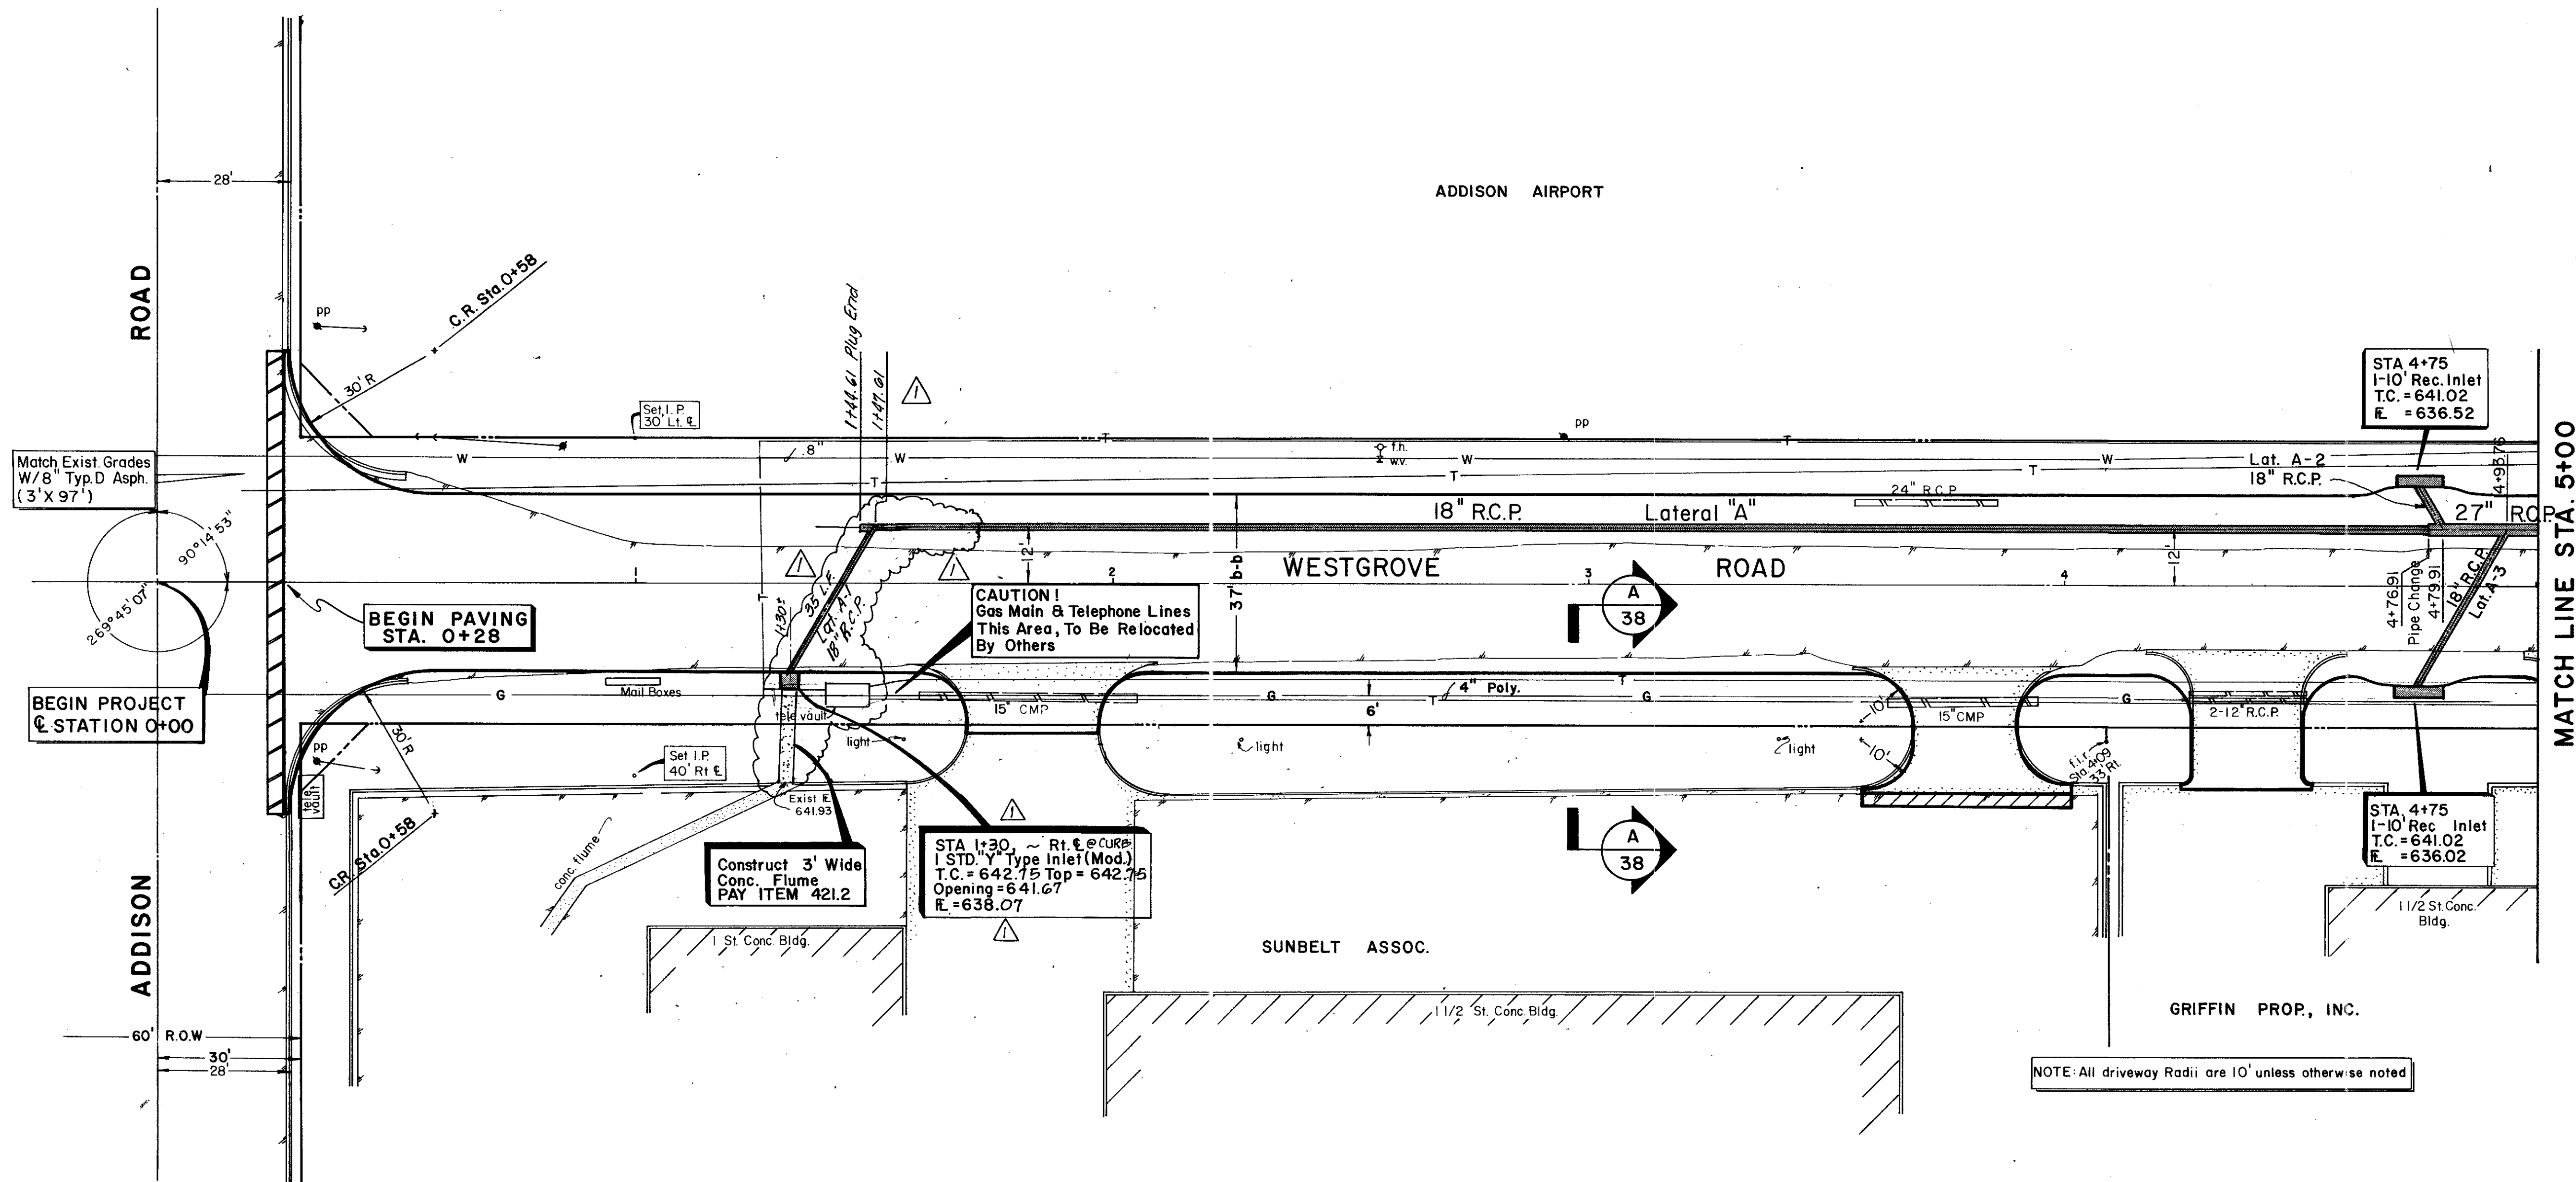 28'
ADDISON AIRPORT
ROAD
PP
C.R. Sta. 0+58
30' R
1+44.61 Plug End
1+47.61
1
Set I.P.
30' Lt. ℄
PP
STA. 4+75
1-10' Rec. Inlet
T.C. = 641.02
FL = 636.52
Match Exist. Grades
W/8" Typ. D Asph.
(3' X 97')
W
.8"
W
T
f.h.
w.v.
W
T
W
T
T
T
Lat. A-2
18" R.C.P.
4+93.76
24" R.C.P.
18" R.C.P.
Lateral "A"
27" R.C.P.
MATCH LINE STA. 5+00
90°14'53"
269°45'07"
1
1
1
12'
2
37' b-b
WESTGROVE ROAD
3
4
12'
A
38
4+76.91
Pipe Change
4+79.91
18" R.C.P.
Lat. A-3
BEGIN PAVING
STA. 0+28
T
1+30±
35 L.F.
Lat. A-1
18" R.C.P.
CAUTION!
Gas Main & Telephone Lines
This Area, To Be Relocated
By Others
BEGIN PROJECT
℄ STATION 0+00
G
Mail Boxes
tele vault
15" CMP
G
6'
4" Poly.
T
T
G
10'
10'
15" CMP
G
2-12" R.C.P.
PP
30' R
tele
vault
Set I.P.
40' Rt ℄
light
light
light
f.i.r.
Sta 4+09
33' Rt.
Exist FL
641.93
C.R. Sta. 0+58
conc. flume
Construct 3' Wide
Conc. Flume
PAY ITEM 421.2
1
STA 1+30, ~ Rt. ℄ @ CURB
1 STD. "Y" Type Inlet (Mod.)
T.C. = 642.75 Top = 642.75
Opening = 641.67
FL = 638.07
1
A
38
STA. 4+75
1-10' Rec Inlet
T.C. = 641.02
FL = 636.02
ADDISON
1 St. Conc. Bldg.
SUNBELT ASSOC.
1 1/2 St. Conc.
Bldg.
1 1/2 St. Conc. Bldg.
GRIFFIN PROP., INC.
60' R.O.W
30'
28'
NOTE: All driveway Radii are 10' unless otherwise noted